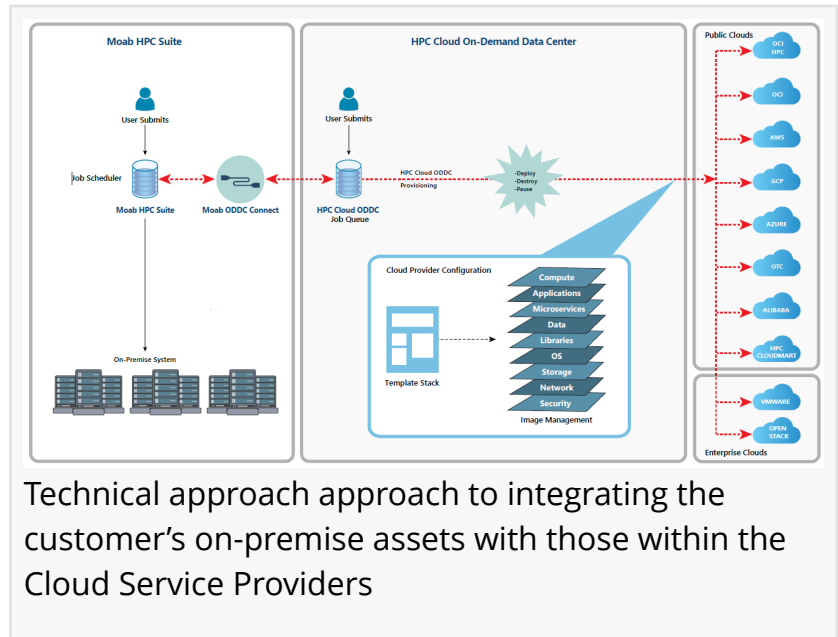 Moab HPC Suite
User Submits
Job Scheduler
Moab HPC Suite
Moab ODDC Connect
On-Premise System
HPC Cloud On-Demand Data Center
User Submits
HPC Cloud ODDC
Job Queue
HPC Cloud ODDC
Provisioning
-Deploy
-Destroy
-Pause
Cloud Provider Configuration
Template Stack
Compute
Applications
Microservices
Data
Libraries
OS
Storage
Network
Security
Image Management
Public Clouds
OCI
HPC
OCI
AWS
GCP
AZURE
OTC
ALIBABA
HPC
CLOUDMART
VMWARE
OPEN
STACK
Enterprise Clouds
Technical approach approach to integrating the
customer’s on-premise assets with those within the
Cloud Service Providers